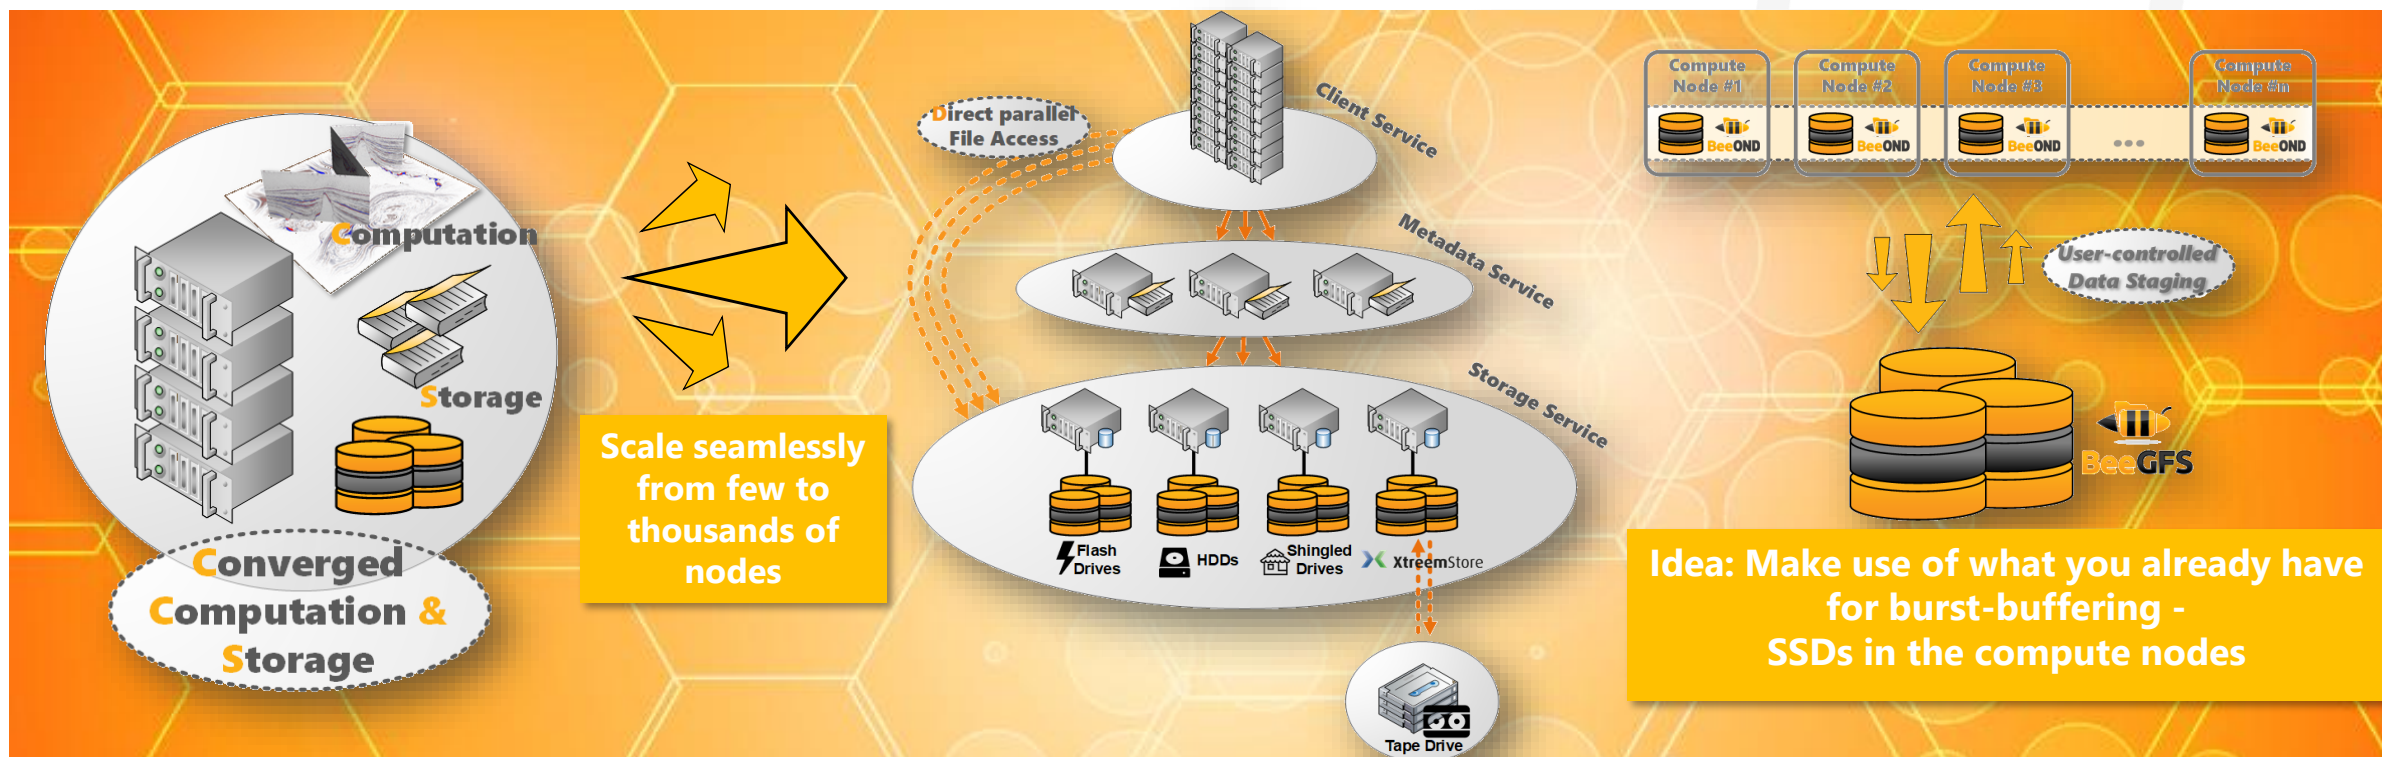 Computation
Storage
Converged
Computation &
Storage
Scale seamlessly
from few to
thousands of
nodes
Direct parallel
File Access
Client Service
Metadata Service
Storage Service
Flash
Drives
HDDs
Shingled
Drives
XtreemStore
Tape Drive
Compute
Node #1
BeeOND
Compute
Node #2
BeeOND
Compute
Node #3
BeeOND
...
Compute
Node #n
BeeOND
User-controlled
Data Staging
BeeGFS
Idea: Make use of what you already have
for burst-buffering -
SSDs in the compute nodes